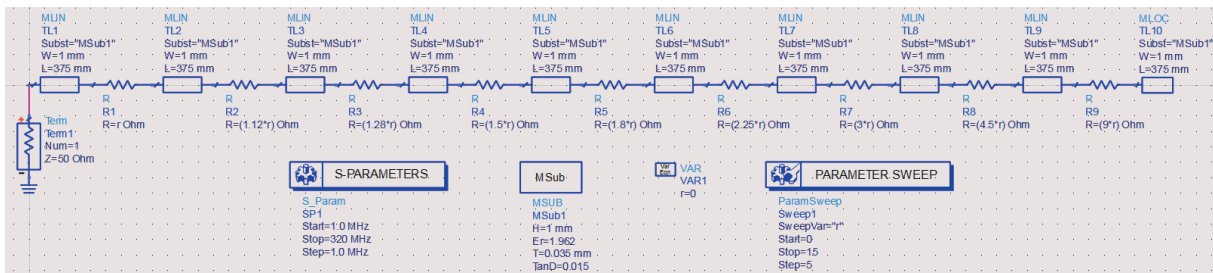 MLIN
TL1
Subst="MSub1"
W=1 mm
L=375 mm
MLIN
TL2
Subst="MSub1"
W=1 mm
L=375 mm
MLIN
TL3
Subst="MSub1"
W=1 mm
L=375 mm
MLIN
TL4
Subst="MSub1"
W=1 mm
L=375 mm
MLIN
TL5
Subst="MSub1"
W=1 mm
L=375 mm
MLIN
TL6
Subst="MSub1"
W=1 mm
L=375 mm
MLIN
TL7
Subst="MSub1"
W=1 mm
L=375 mm
MLIN
TL8
Subst="MSub1"
W=1 mm
L=375 mm
MLIN
TL9
Subst="MSub1"
W=1 mm
L=375 mm
MLOC
TL10
Subst="MSub1"
W=1 mm
L=375 mm
R
R1
R=r Ohm
R
R2
R=(1.12*r) Ohm
R
R3
R=(1.28*r) Ohm
R
R4
R=(1.5*r) Ohm
R
R5
R=(1.8*r) Ohm
R
R6
R=(2.25*r) Ohm
R
R7
R=(3*r) Ohm
R
R8
R=(4.5*r) Ohm
R
R9
R=(9*r) Ohm
Term
Term1
Num=1
Z=50 Ohm
S-PARAMETERS
S_Param
SP1
Start=1.0 MHz
Stop=320 MHz
Step=1.0 MHz
MSub
MSUB
MSub1
H=1 mm
Er=1.962
T=0.035 mm
TanD=0.015
Var
Eqn
VAR
VAR1
r=0
PARAMETER SWEEP
ParamSweep
Sweep1
SweepVar="r"
Start=0
Stop=15
Step=5